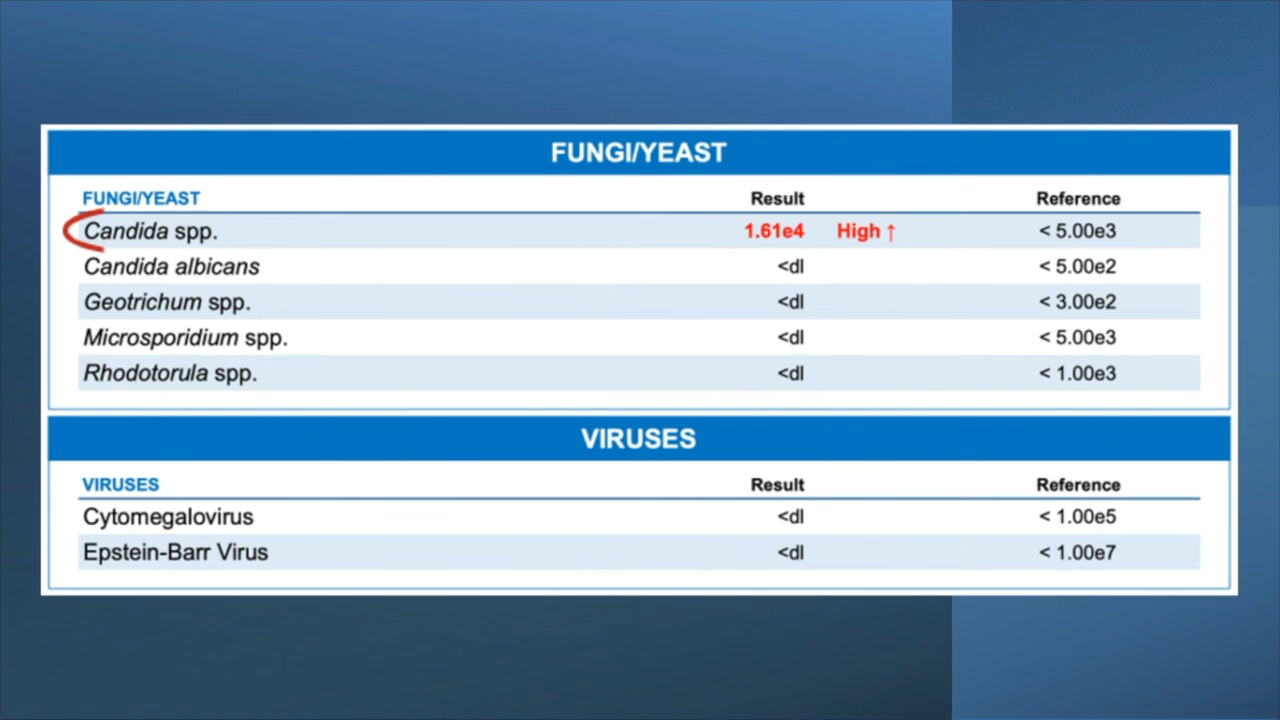 FUNGI/YEAST
FUNGI/YEAST Result Reference
Candida spp. 1.61e4 High ↑ < 5.00e3
Candida albicans <dl < 5.00e2
Geotrichum spp. <dl < 3.00e2
Microsporidium spp. <dl < 5.00e3
Rhodotorula spp. <dl < 1.00e3
VIRUSES
VIRUSES Result Reference
Cytomegalovirus <dl < 1.00e5
Epstein-Barr Virus <dl < 1.00e7